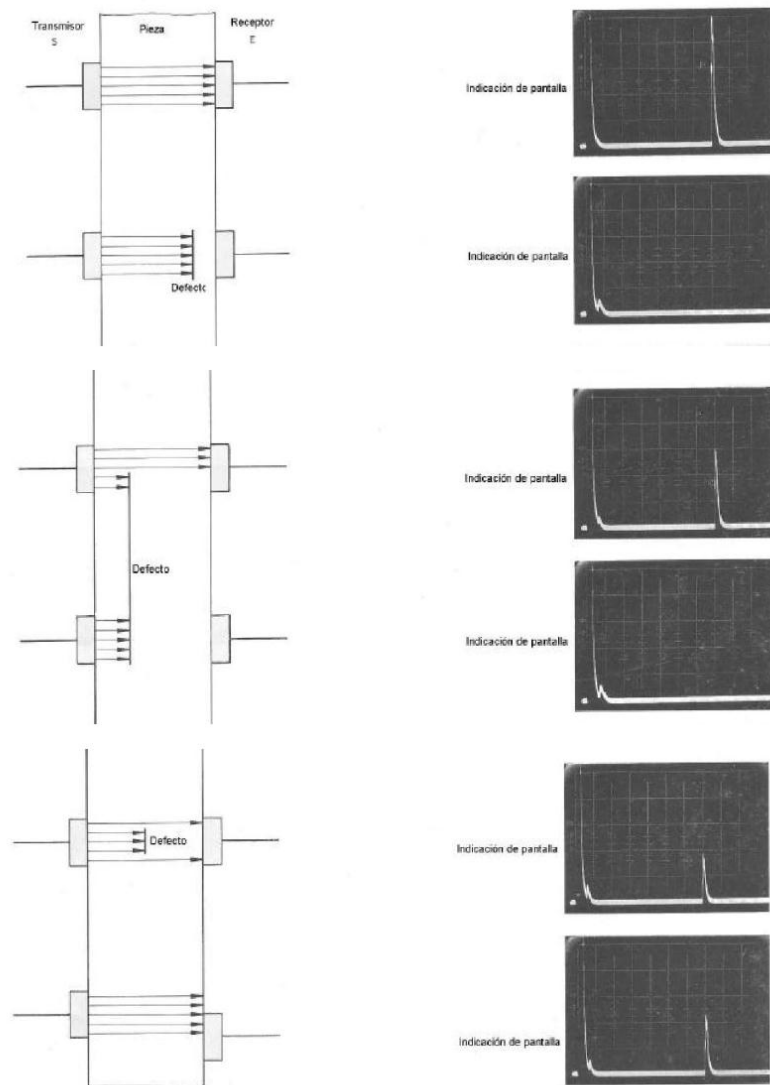 Transmisor
S
Pieza
Receptor
E
Indicación de pantalla
Indicación de pantalla
Defecto
Indicación de pantalla
Defecto
Indicación de pantalla
Defecto
Indicación de pantalla
Indicación de pantalla